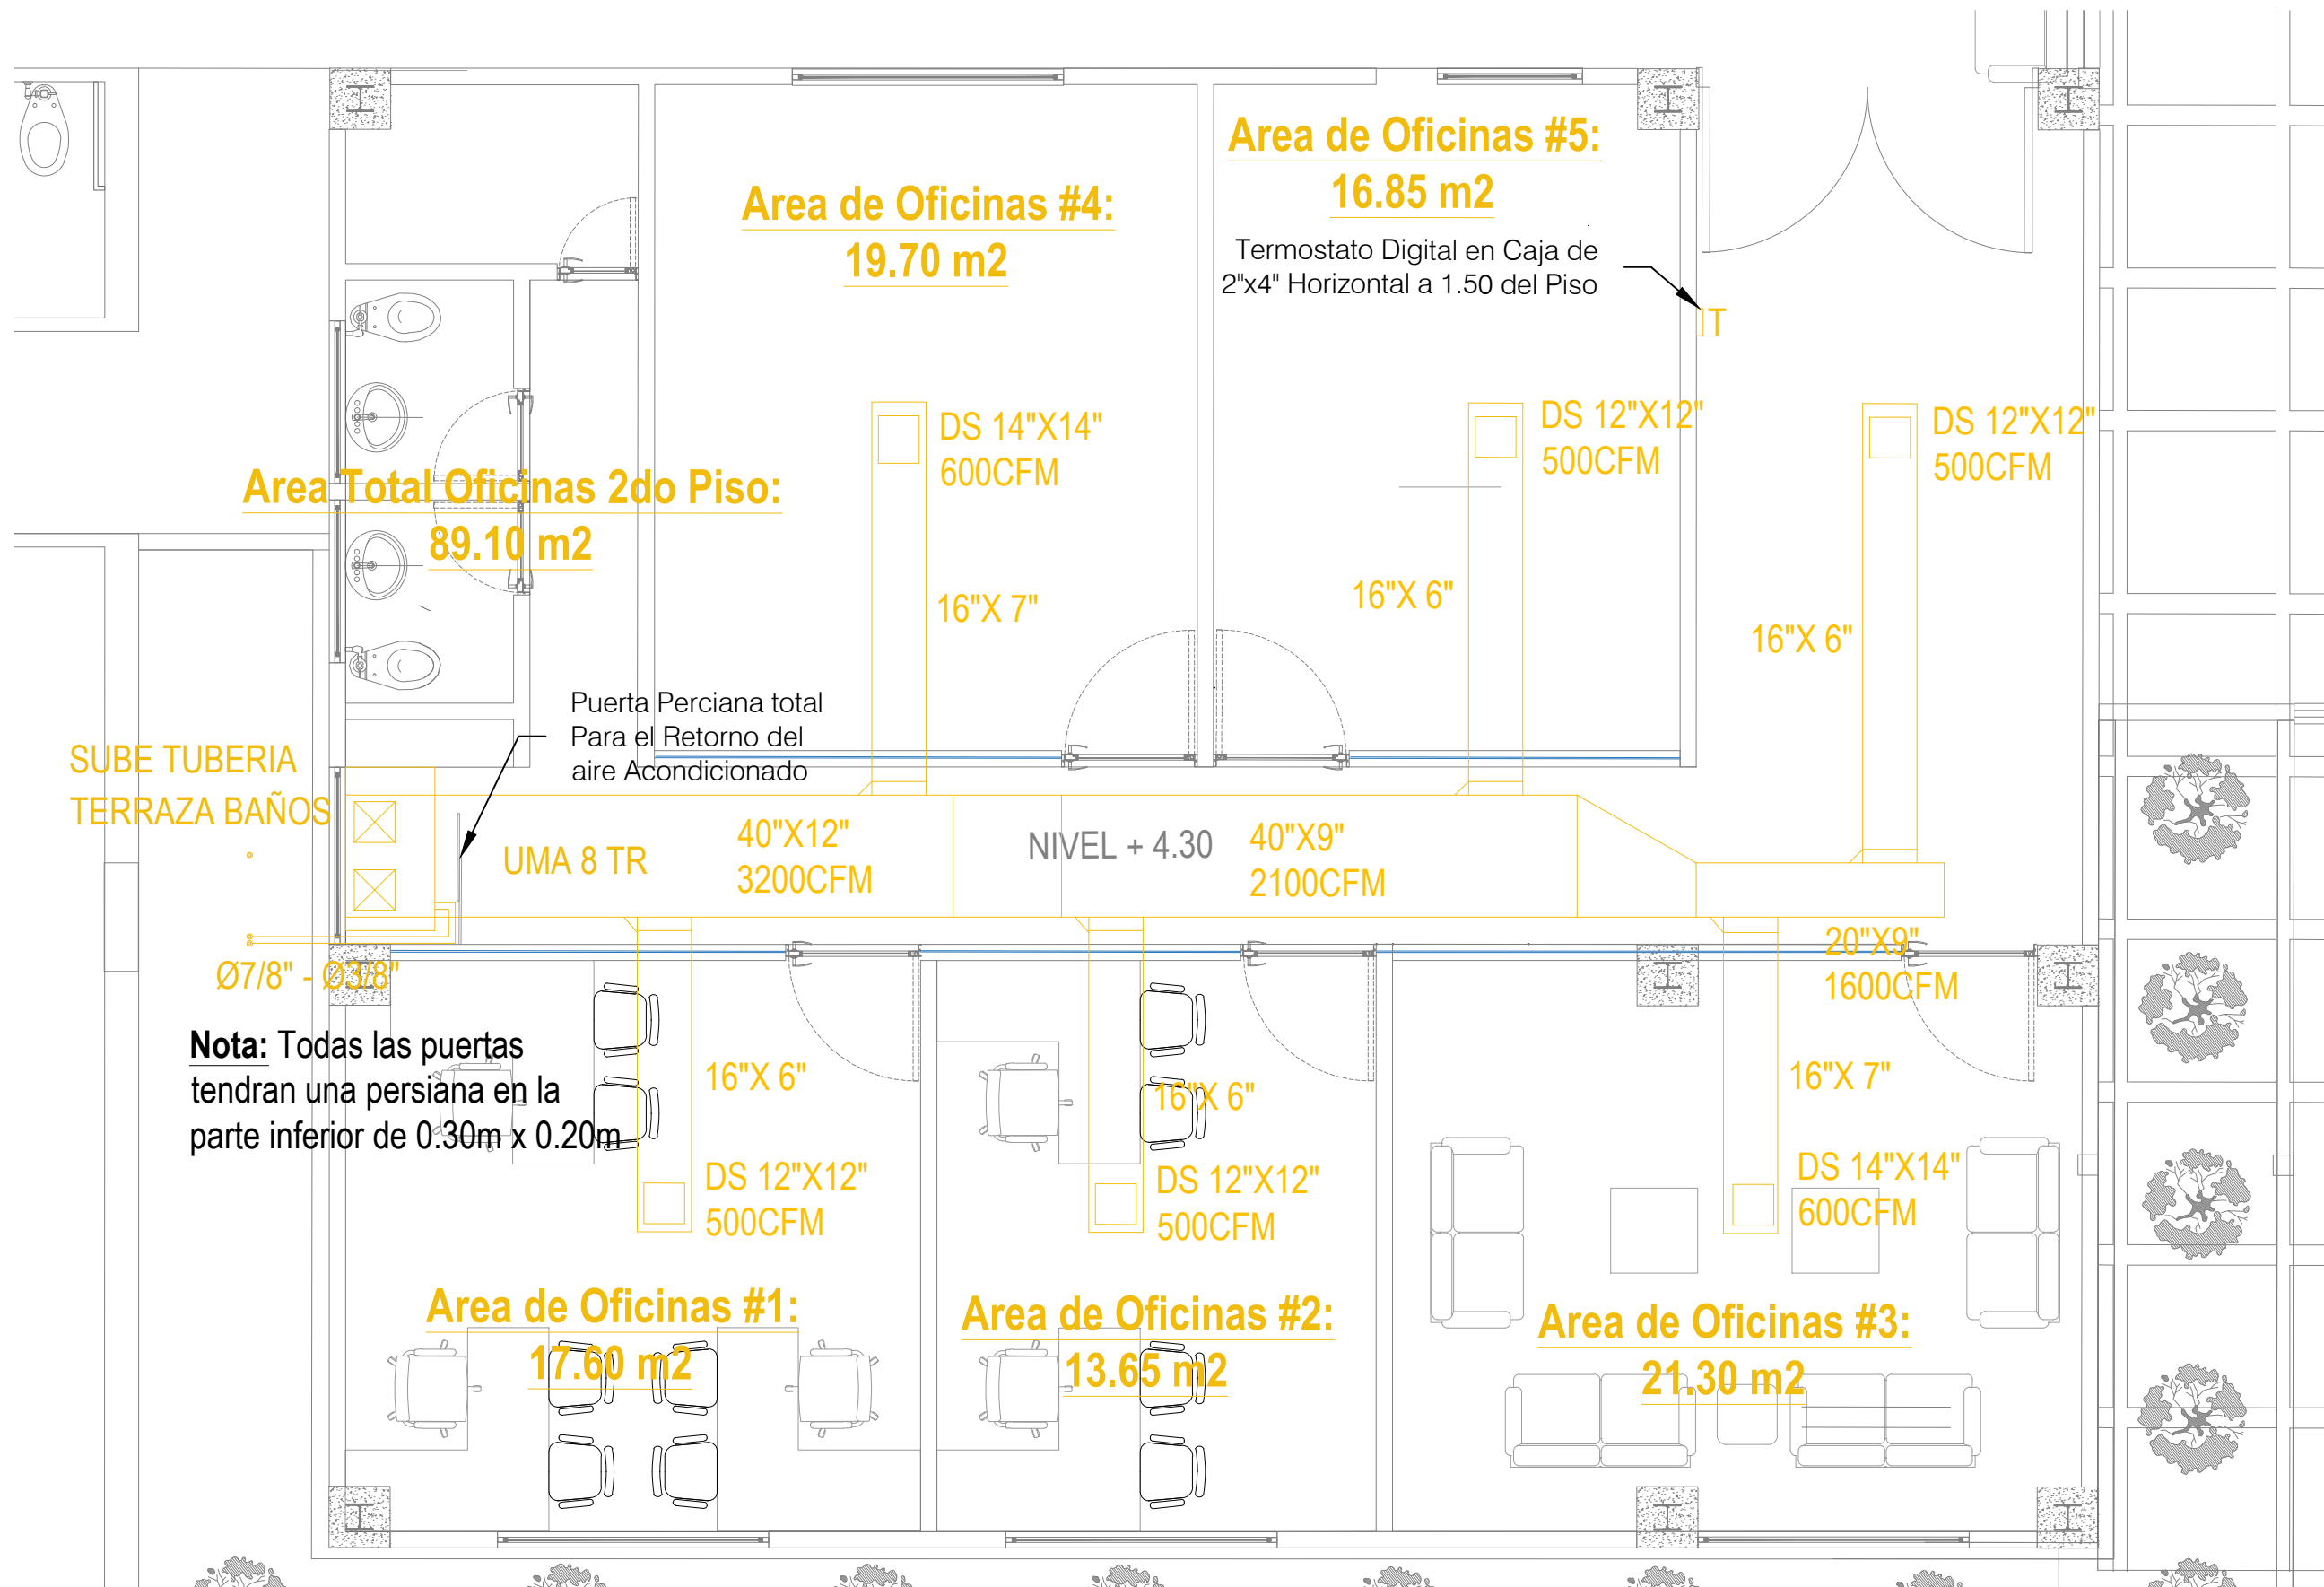 Area de Oficinas #5:
16.85 m2
Area de Oficinas #4:
19.70 m2
Termostato Digital en Caja de
2"x4" Horizontal a 1.50 del Piso
T
DS 14"X14"
600CFM
DS 12"X12"
500CFM
DS 12"X12"
500CFM
Area Total Oficinas 2do Piso:
89.10 m2
16"X 7"
16"X 6"
16"X 6"
Puerta Perciana total
Para el Retorno del
aire Acondicionado
SUBE TUBERIA
TERRAZA BAÑOS
UMA 8 TR
40"X12"
3200CFM
NIVEL + 4.30
40"X9"
2100CFM
20"X9"
1600CFM
Ø7/8" - Ø3/8"
Nota: Todas las puertas
tendran una persiana en la
parte inferior de 0.30m x 0.20m
16"X 6"
16"X 6"
16"X 7"
DS 12"X12"
500CFM
DS 12"X12"
500CFM
DS 14"X14"
600CFM
Area de Oficinas #1:
17.60 m2
Area de Oficinas #2:
13.65 m2
Area de Oficinas #3:
21.30 m2